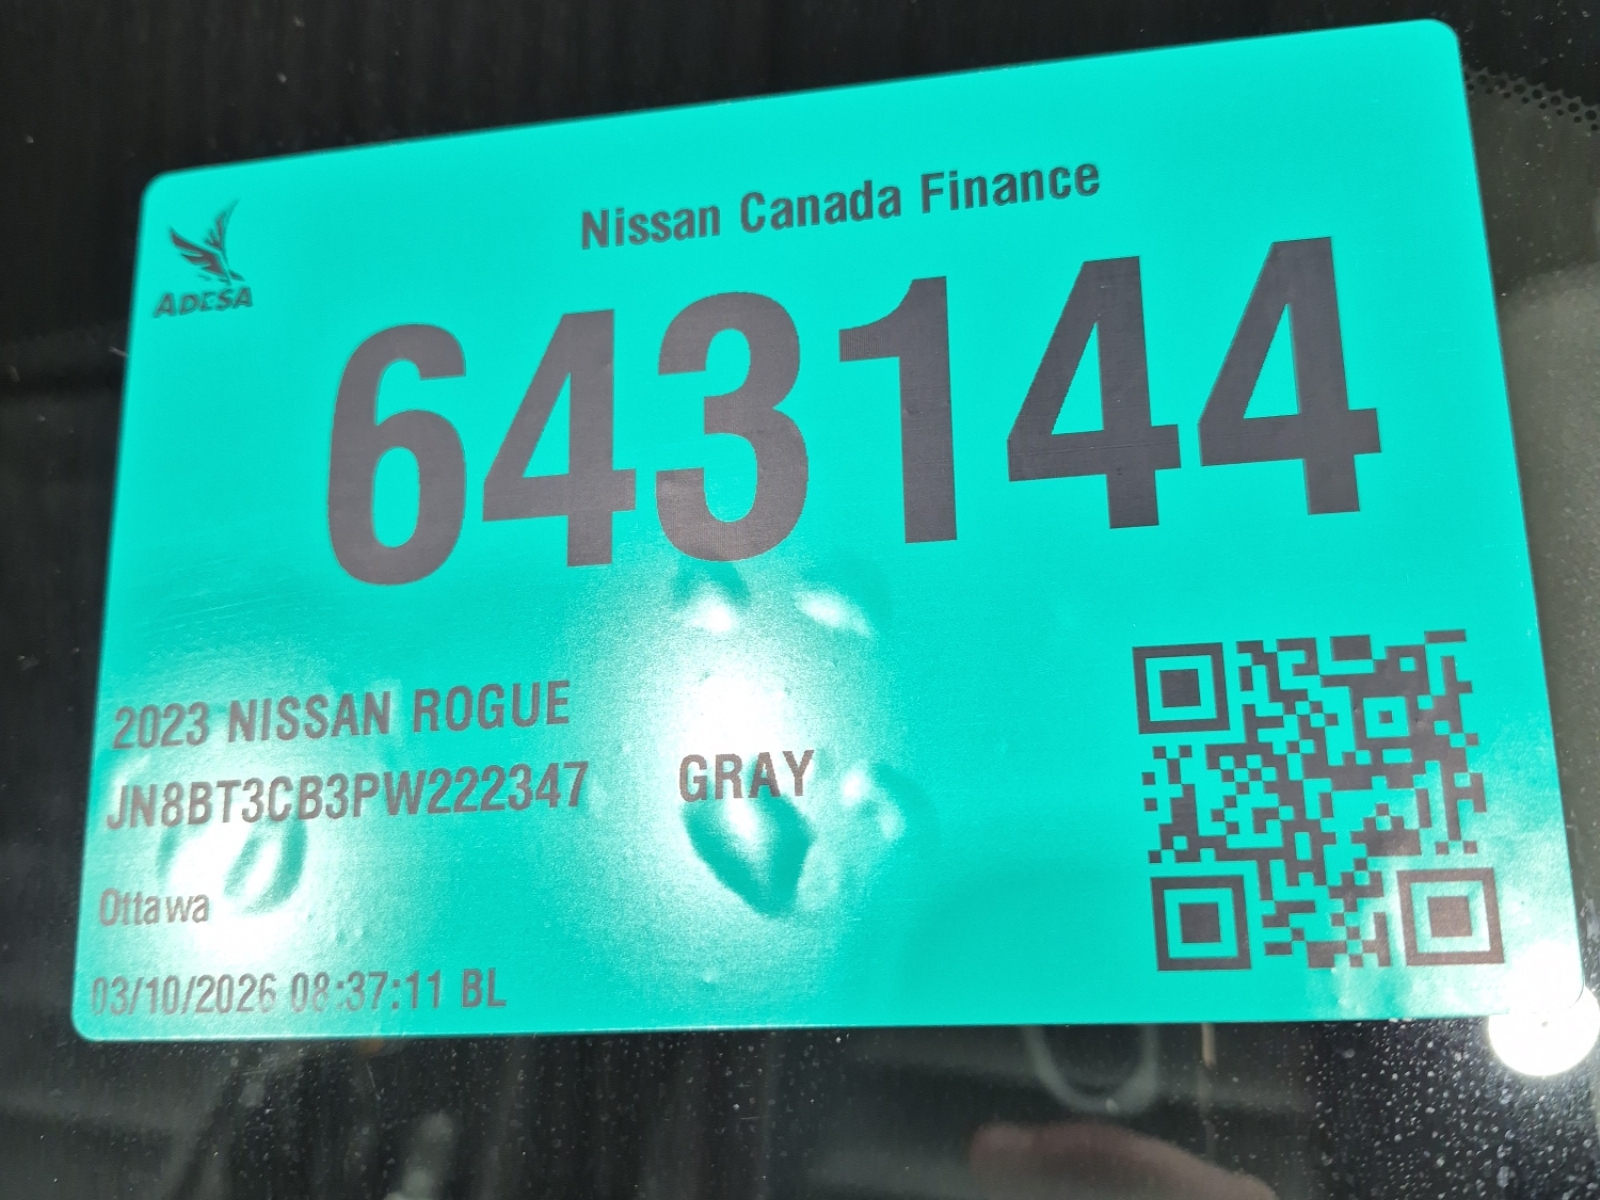 Nissan Canada Finance
ADESA
643144
2023 NISSAN ROGUE
JN8BT3CB3PW222347 GRAY
Ottawa
03/10/2026 08:37:11 BL